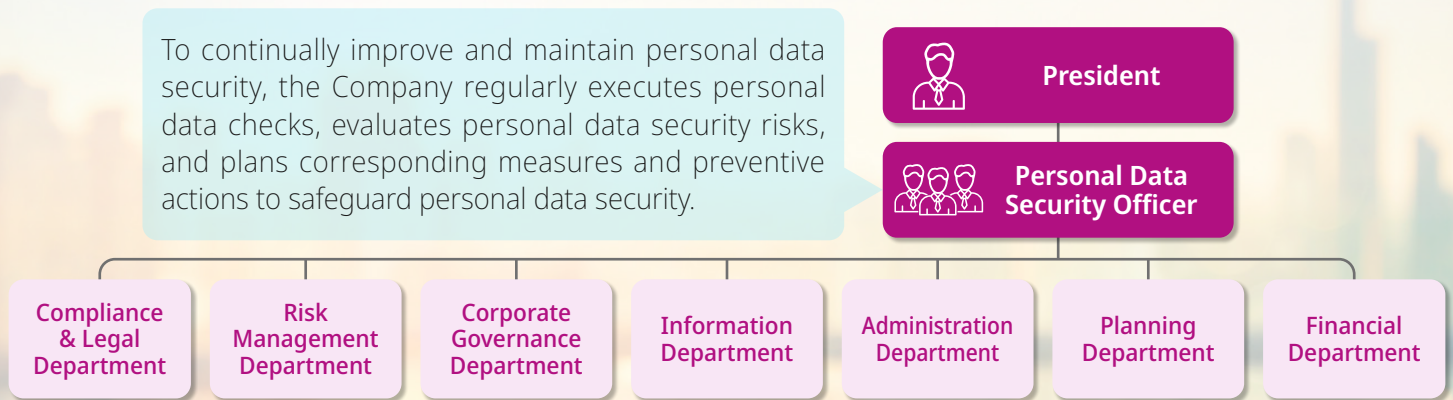 To continually improve and maintain personal data
security, the Company regularly executes personal
data checks, evaluates personal data security risks,
and plans corresponding measures and preventive
actions to safeguard personal data security.
President
Personal Data
Security Officer
Compliance
& Legal
Department
Risk
Management
Department
Corporate
Governance
Department
Information
Department
Administration
Department
Planning
Department
Financial
Department